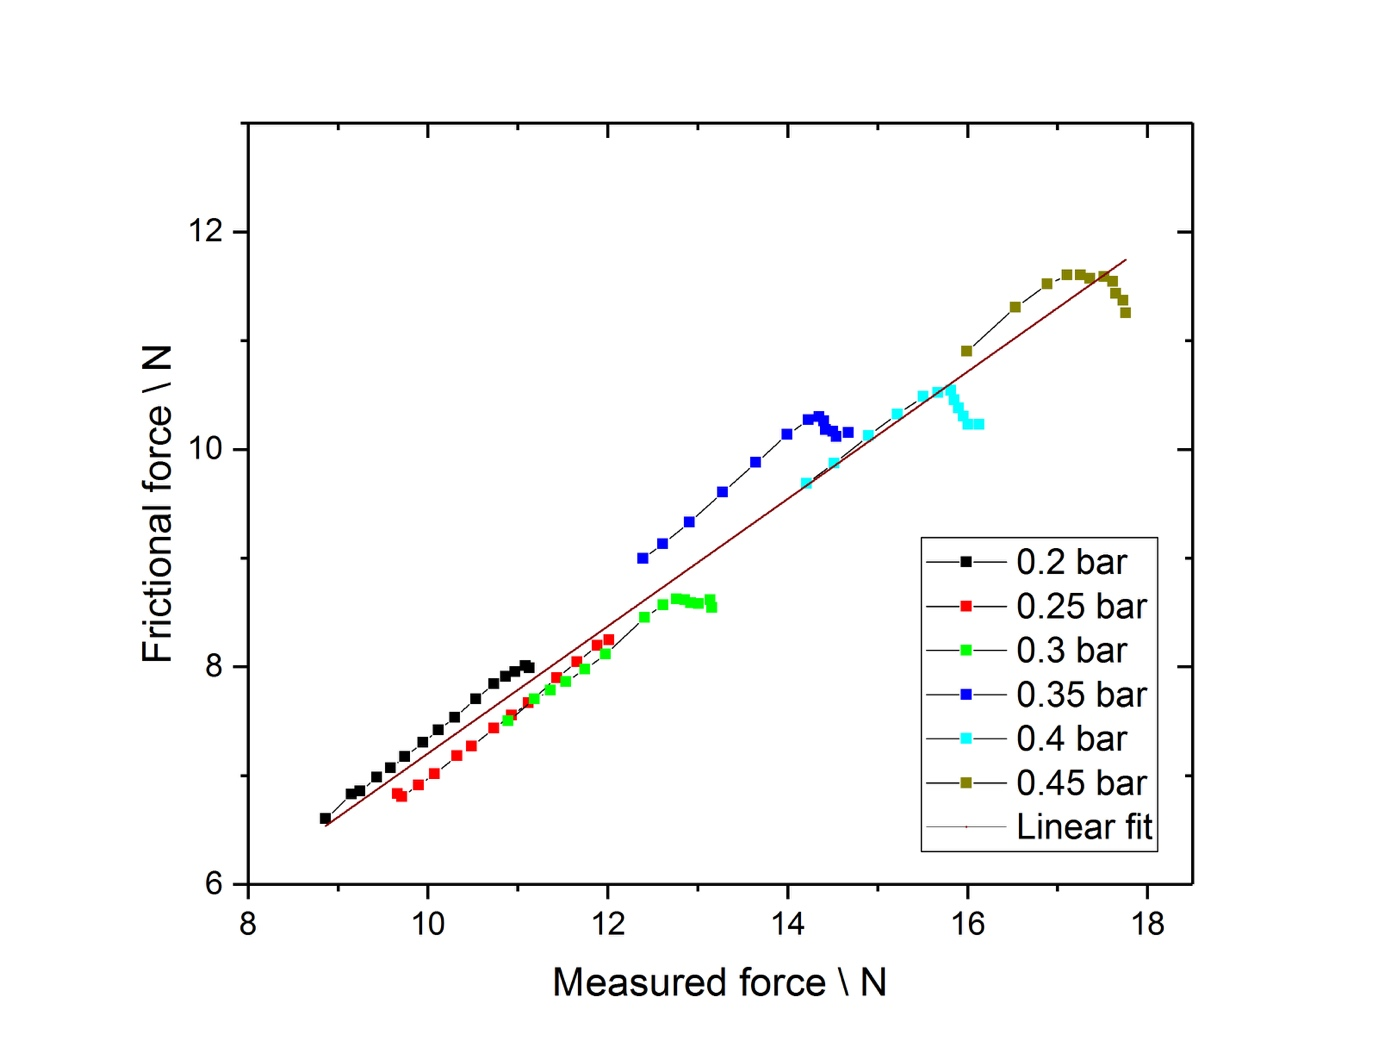 12
10
8
6
8 10 12 14 16 18
Frictional force \ N
Measured force \ N
0.2 bar
0.25 bar
0.3 bar
0.35 bar
0.4 bar
0.45 bar
Linear fit